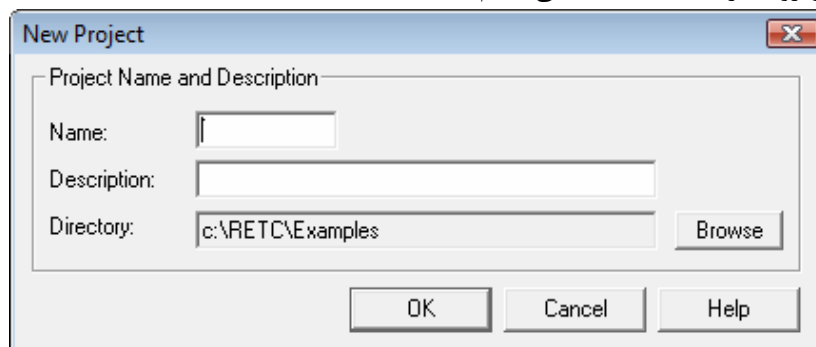 New Project
Project Name and Description
Name:
Description:
Directory: c:\RETC\Examples Browse
OK Cancel Help